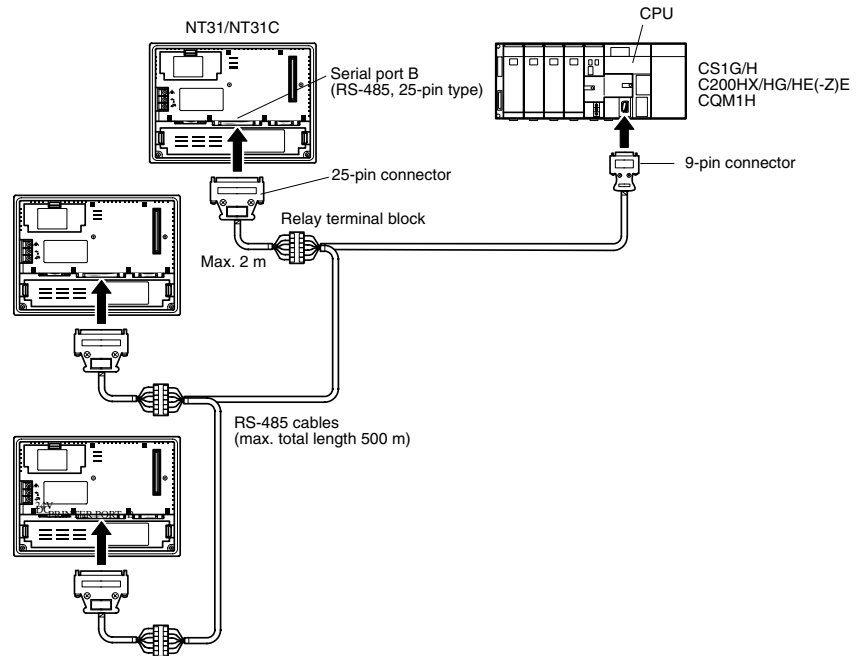 NT31/NT31C
CPU
Serial port B
(RS-485, 25-pin type)
CS1G/H
C200HX/HG/HE(-Z)E
CQM1H
25-pin connector
9-pin connector
Relay terminal block
Max. 2 m
RS-485 cables
(max. total length 500 m)
PRINTER PORT